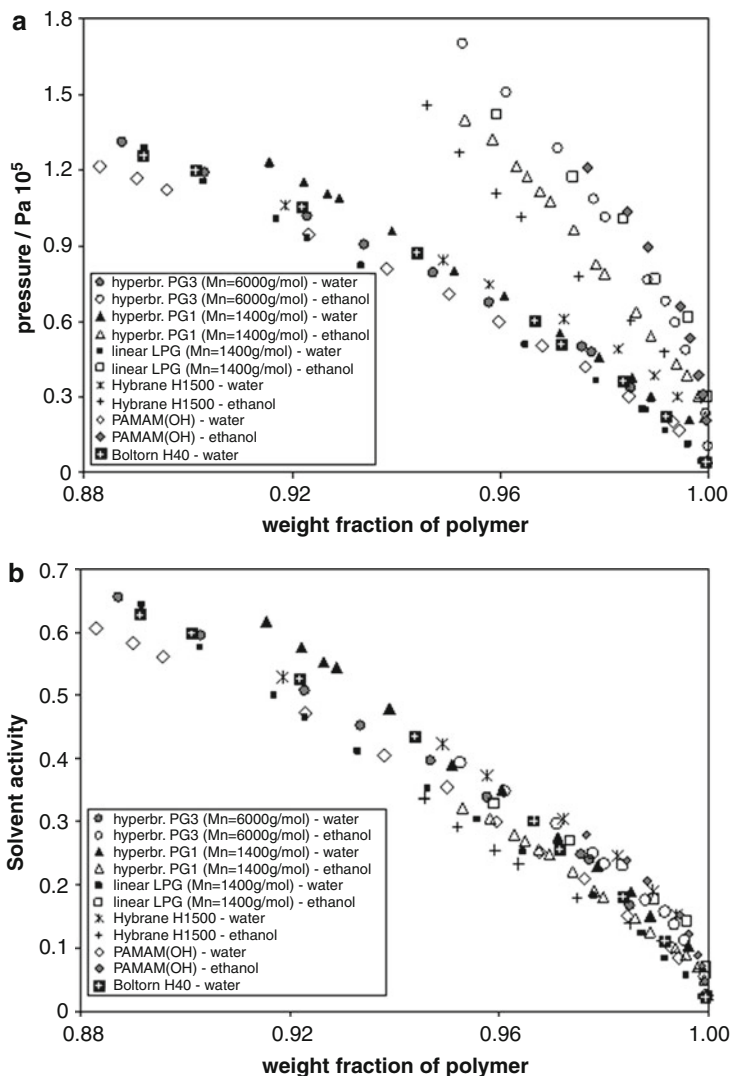 a
1.8
1.5
1.2
0.9
0.6
0.3
0
pressure / Pa 10⁵
hyperbr. PG3 (Mn=6000g/mol) - water
hyperbr. PG3 (Mn=6000g/mol) - ethanol
hyperbr. PG1 (Mn=1400g/mol) - water
hyperbr. PG1 (Mn=1400g/mol) - ethanol
linear LPG (Mn=1400g/mol) - water
linear LPG (Mn=1400g/mol) - ethanol
Hybrane H1500 - water
Hybrane H1500 - ethanol
PAMAM(OH) - water
PAMAM(OH) - ethanol
Boltorn H40 - water
0.88 0.92 0.96 1.00
weight fraction of polymer
b
0.7
0.6
0.5
0.4
0.3
0.2
0.1
0
Solvent activity
hyperbr. PG3 (Mn=6000g/mol) - water
hyperbr. PG3 (Mn=6000g/mol) - ethanol
hyperbr. PG1 (Mn=1400g/mol) - water
hyperbr. PG1 (Mn=1400g/mol) - ethanol
linear LPG (Mn=1400g/mol) - water
linear LPG (Mn=1400g/mol) - ethanol
Hybrane H1500 - water
Hybrane H1500 - ethanol
PAMAM(OH) - water
PAMAM(OH) - ethanol
Boltorn H40 - water
0.88 0.92 0.96 1.00
weight fraction of polymer